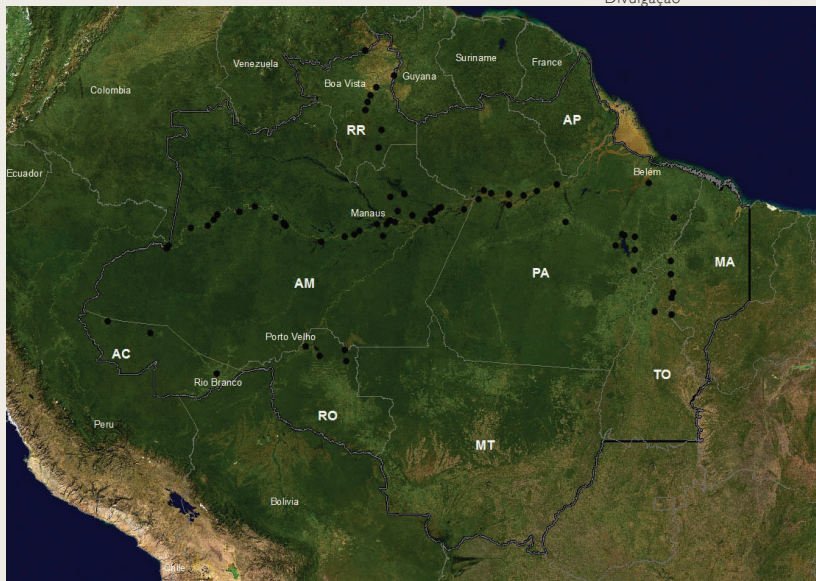 Divulgação
Suriname
France
Venezuela
Guyana
Boa Vista
Colombia
AP
RR
Ecuador
Belém
Manaus
MA
PA
AM
Porto Velho
AC
TO
Rio Branco
RO
Peru
MT
Bolivia
Chile